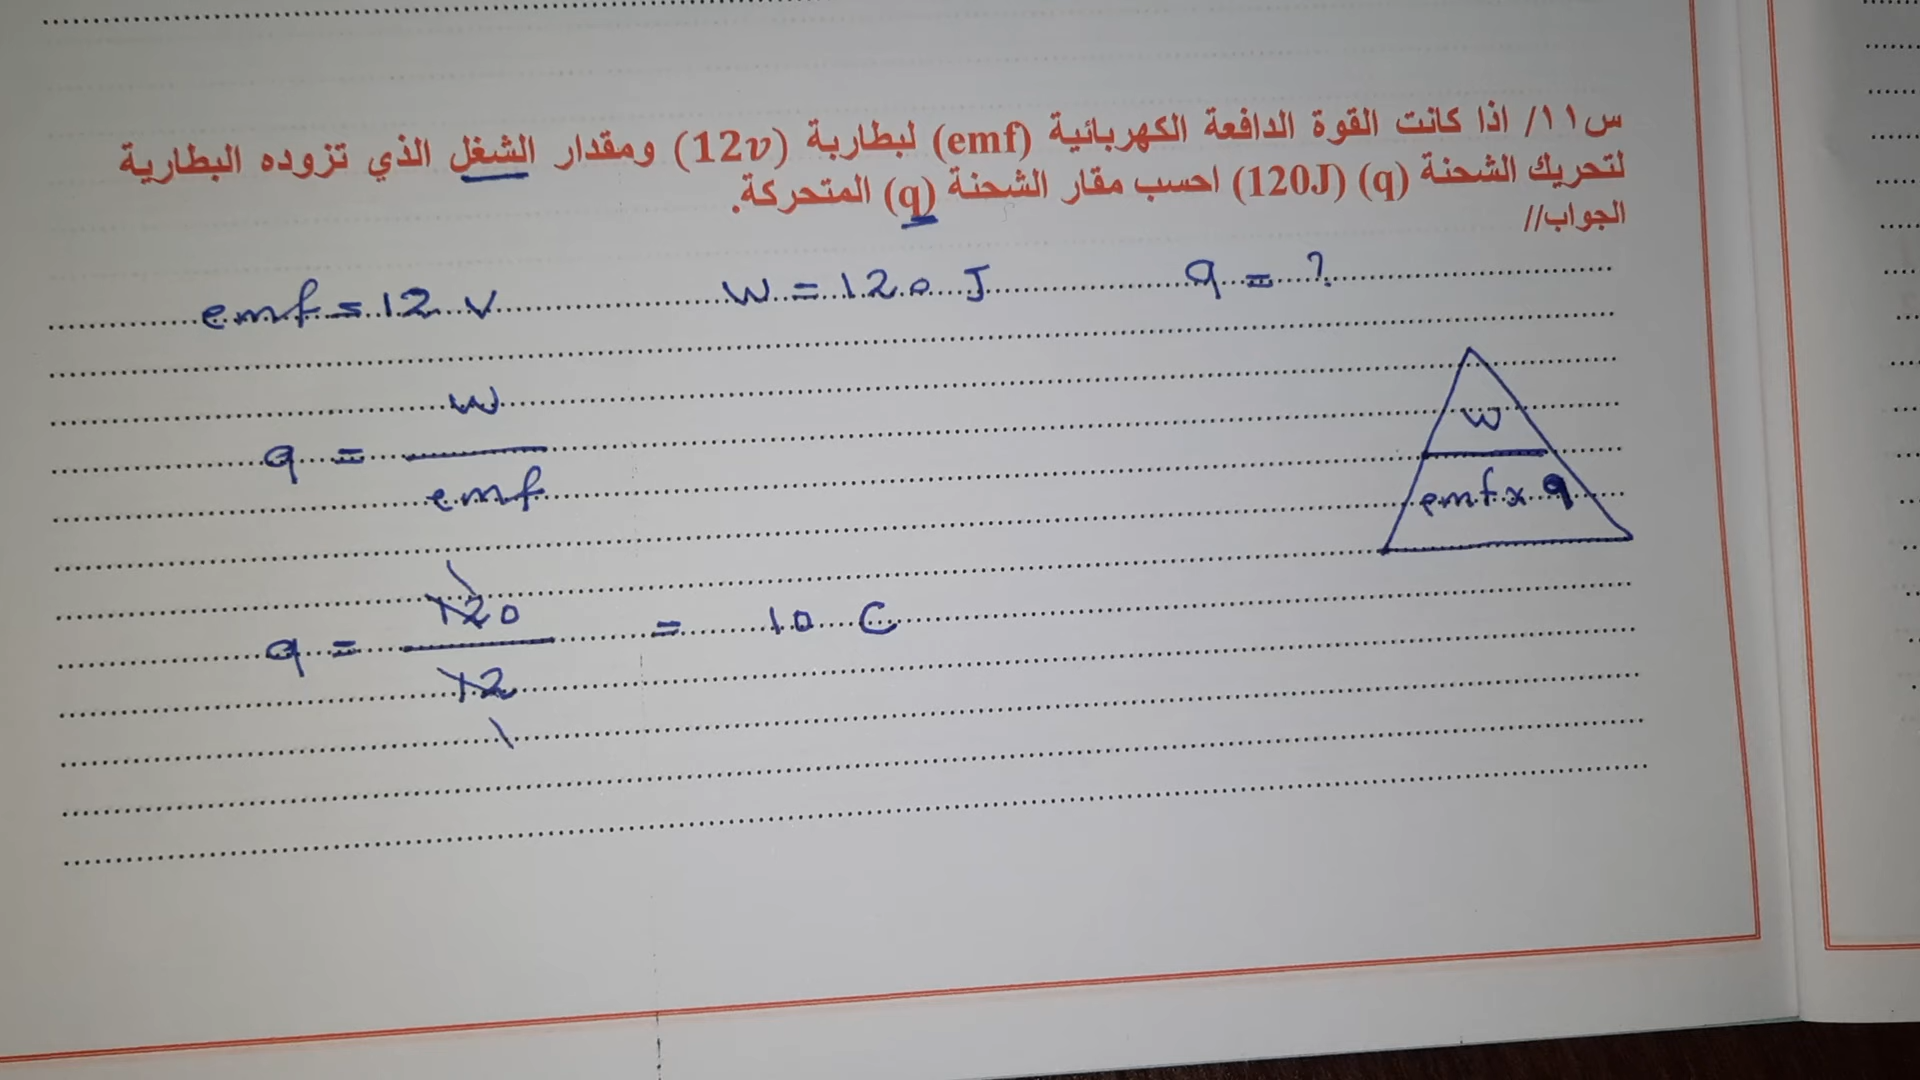 س١١/ اذا كانت القوة الدافعة الكهربائية (emf) لبطاربة (12v) ومقدار الشغل الذي تزوده البطارية
لتحريك الشحنة (q) (120J) احسب مقار الشحنة (q) المتحركة.
الجواب//
emf = 12 V W = 120 J q = ?
q = W / emf
W
emf x q
q = 120 / 12 = 10 C